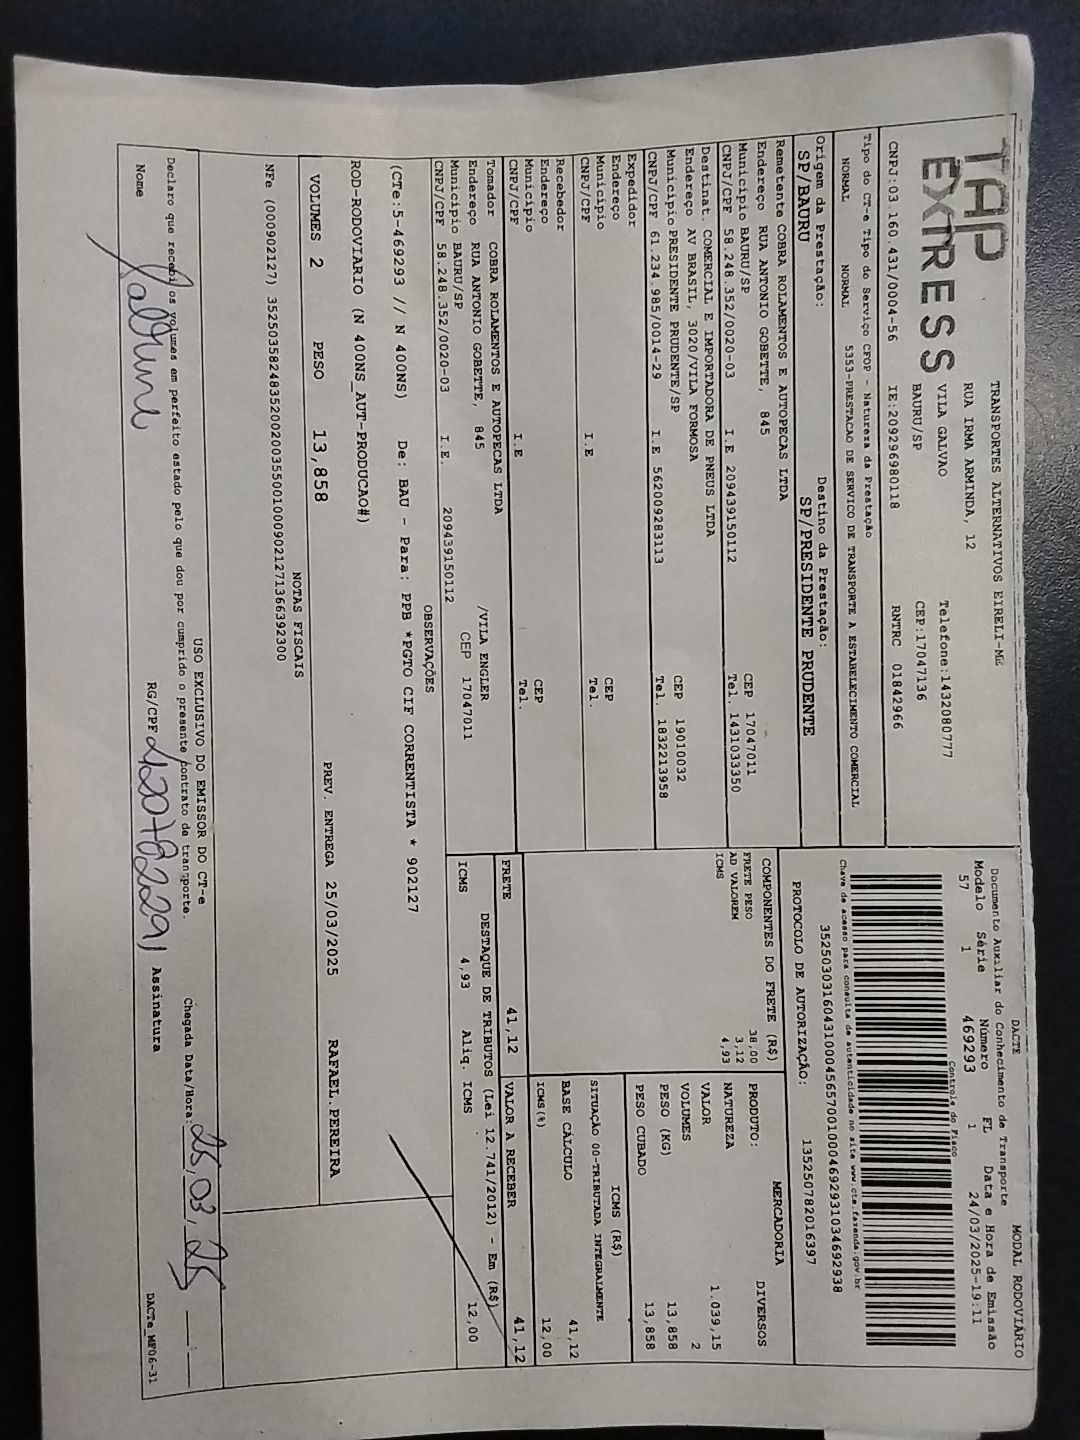 TAP
EXTRESS
TRANSPORTES ALTERNATIVOS EIRELI-ME
RUA IRMA ARMINDA, 12
VILA GALVAO
BAURU/SP
Telefone:1432080777
CEP:17047136
CNPJ:03.160.431/0004-56 IE:209296980118 RNTRC 01842966
DACTE MODAL RODOVIÁRIO
Documento Auxiliar do Conhecimento de Transporte
Modelo Série Número FL Data e Hora de Emissão
57 1 469293 1 24/03/2025-19:11
Controle do Fisco
Chave de acesso para consulta de autenticidade no site www.cte.fazenda.gov.br
35250303160431000456570010004692931034692938
PROTOCOLO DE AUTORIZAÇÃO: 135250782016397
Tipo do CT-e Tipo do Serviço CFOP - Natureza da Prestação
NORMAL NORMAL 5353-PRESTACAO DE SERVICO DE TRANSPORTE A ESTABELECIMENTO COMERCIAL
Origem da Prestação: Destino da Prestação:
SP/BAURU SP/PRESIDENTE PRUDENTE
Remetente COBRA ROLAMENTOS E AUTOPECAS LTDA
Endereço RUA ANTONIO GOBETTE, 845
Município BAURU/SP CEP 17047011
CNPJ/CPF 58.248.352/0020-03 I.E 209439150112 Tel. 1431033350
Destinat. COMERCIAL E IMPORTADORA DE PNEUS LTDA
Endereço AV BRASIL, 3020/VILA FORMOSA
Município PRESIDENTE PRUDENTE/SP CEP 19010032
CNPJ/CPF 61.234.985/0014-29 I.E 562009283113 Tel. 1832213958
Expedidor
Endereço
Município CEP
CNPJ/CPF I.E Tel.
Recebedor
Endereço
Município CEP
CNPJ/CPF I.E Tel.
Tomador COBRA ROLAMENTOS E AUTOPECAS LTDA
Endereço RUA ANTONIO GOBETTE, 845 /VILA ENGLER
Município BAURU/SP CEP 17047011
CNPJ/CPF 58.248.352/0020-03 I.E. 209439150112
COMPONENTES DO FRETE (R$)
FRETE PESO 38,00
AD VALOREM 3,12
ICMS 4,93
PRODUTO: MERCADORIA
NATUREZA DIVERSOS
VALOR 1.039,15
VOLUMES 2
PESO (KG) 13,858
PESO CUBADO 13,858
ICMS (R$)
SITUAÇÃO 00-TRIBUTADA INTEGRALMENTE
BASE CÁLCULO 41,12
ICMS(%) 12,00
FRETE 41,12 VALOR A RECEBER 41,12
DESTAQUE DE TRIBUTOS (Lei 12.741/2012) - Em (R$)
ICMS 4,93 Aliq. ICMS 12,00
OBSERVAÇÕES
(CTe:5-469293 // N 400NS) De: BAU - Para: PPB *PGTO CIF CORRENTISTA * 902127
ROD-RODOVIARIO (N 400NS_AUT-PRODUCAO#)
VOLUMES 2 PESO 13,858 PREV. ENTREGA 25/03/2025 RAFAEL.PEREIRA
NOTAS FISCAIS
NFe (000902127) 35250358248352002003550010009021271366392300
USO EXCLUSIVO DO EMISSOR DO CT-e
Declaro que recebi os volumes em perfeito estado pelo que dou por cumprido o presente contrato de transporte. Chegada Data/Hora: 25/03/25 __:__
Nome RG/CPF Assinatura
DACTe_MF06-31